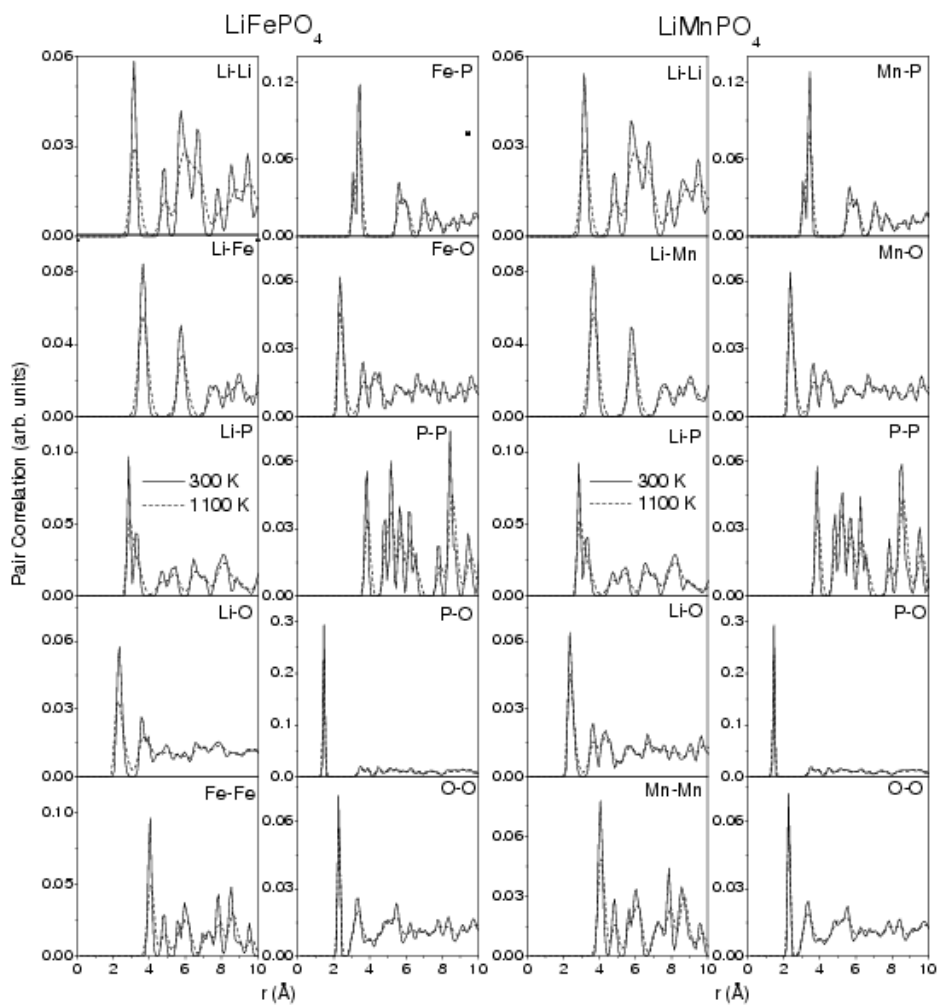 LiFePO4
LiMnPO4
Pair Correlation (arb. units)
0.06
0.03
0.00
Li-Li
0.12
0.06
0.00
Fe-P
0.06
0.03
0.00
Li-Li
0.12
0.06
0.00
Mn-P
0.08
0.04
0.00
Li-Fe
0.06
0.03
0.00
Fe-O
0.08
0.04
0.00
Li-Mn
0.06
0.03
0.00
Mn-O
0.10
0.05
0.00
Li-P
300 K
1100 K
0.06
0.03
0.00
P-P
0.10
0.05
0.00
Li-P
300 K
1100 K
0.06
0.03
0.00
P-P
0.06
0.03
0.00
Li-O
0.3
0.2
0.1
0.0
P-O
0.06
0.03
0.00
Li-O
0.3
0.2
0.1
0.0
P-O
0.10
0.05
0.00
Fe-Fe
0.06
0.03
0.00
O-O
0.06
0.03
0.00
Mn-Mn
0.06
0.03
0.00
O-O
0 2 4 6 8 10
0 2 4 6 8 10
0 2 4 6 8 10
0 2 4 6 8 10
r (Å)
r (Å)
r (Å)
r (Å)